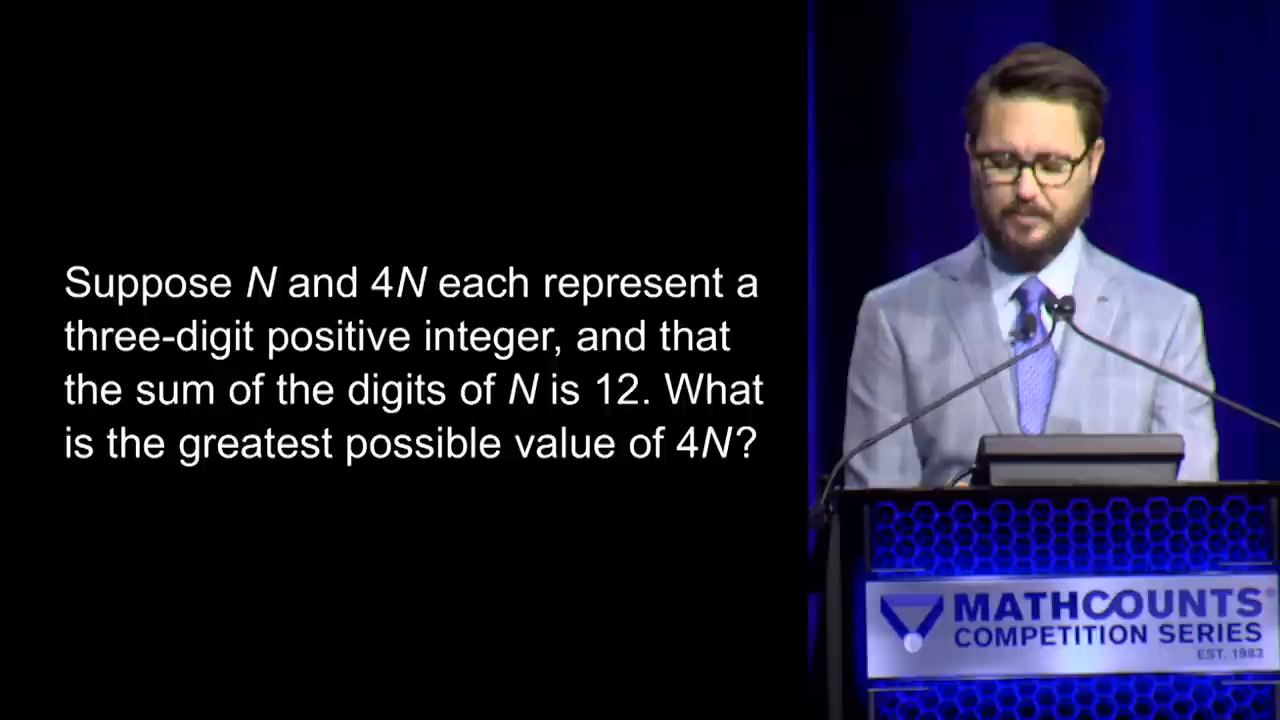 Suppose N and 4N each represent a
three-digit positive integer, and that
the sum of the digits of N is 12. What
is the greatest possible value of 4N?
MATHCOUNTS®
COMPETITION SERIES
EST. 1983